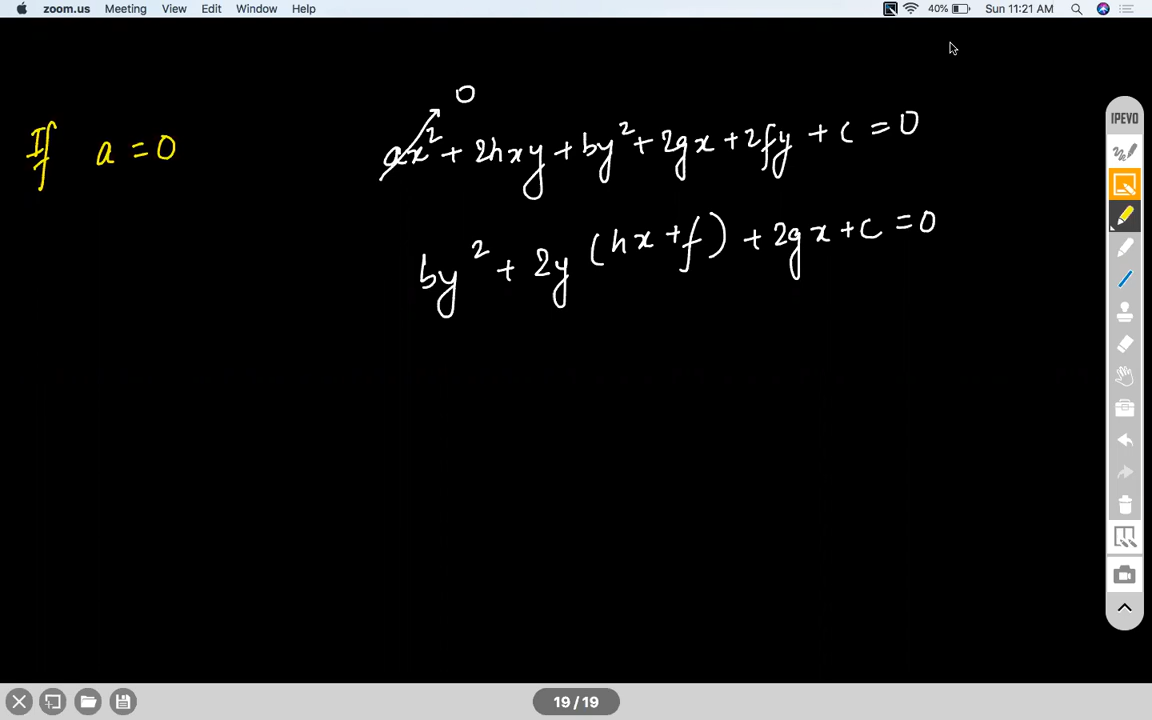 zoom.us Meeting View Edit Window Help 40% Sun 11:21 AM
0
If a = 0 ax² + 2hxy + by² + 2gx + 2fy + c = 0
by² + 2y (hx + f) + 2gx + c = 0
IPEVO
19 / 19